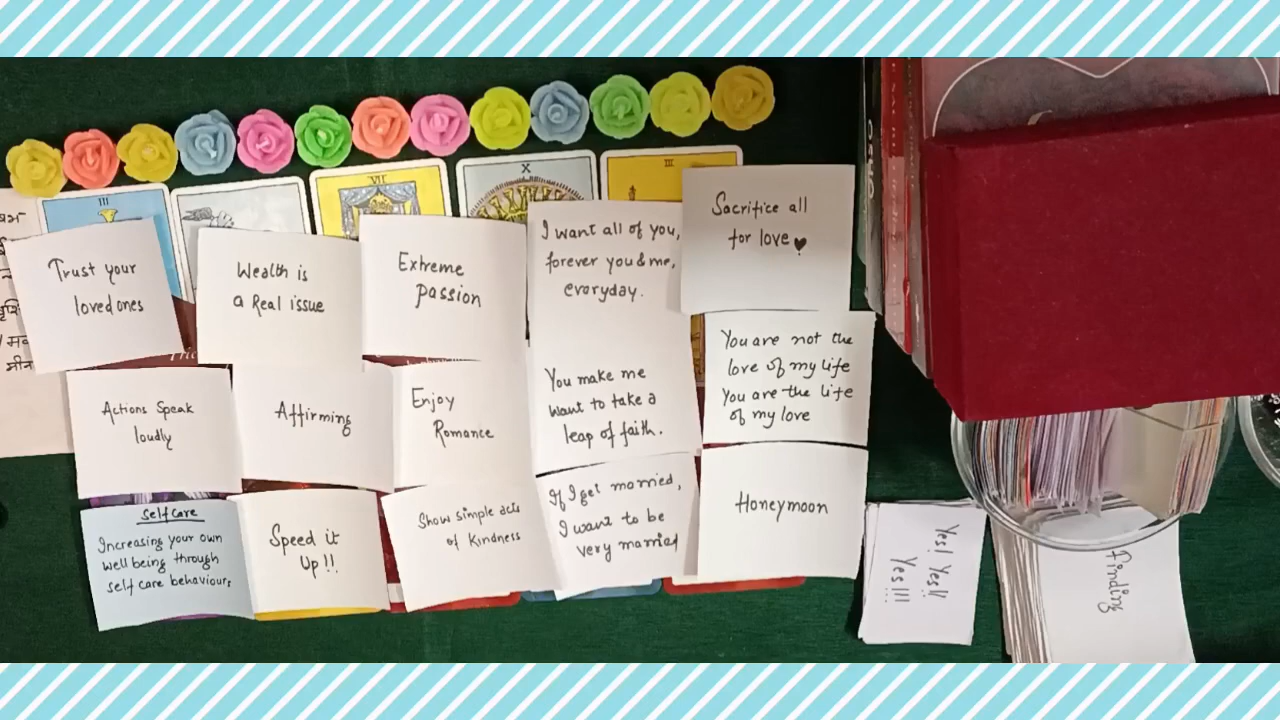 III
VII
X
III
Trust your
loved ones
Wealth is
a Real issue
Extreme
passion
I want all of you,
forever you & me,
everyday.
Sacrifice all
for love
Actions Speak
loudly
Affirming
Enjoy
Romance
You make me
want to take a
leap of faith.
You are not the
love of my life
You are the life
of my love
Self care
Increasing your own
well being through
self care behaviours
Speed it
Up!!
Show simple acts
of kindness
If I get married,
I want to be
very married
Honeymoon
Yes! Yes!!
Yes!!!
Finding
OSHO
मीन